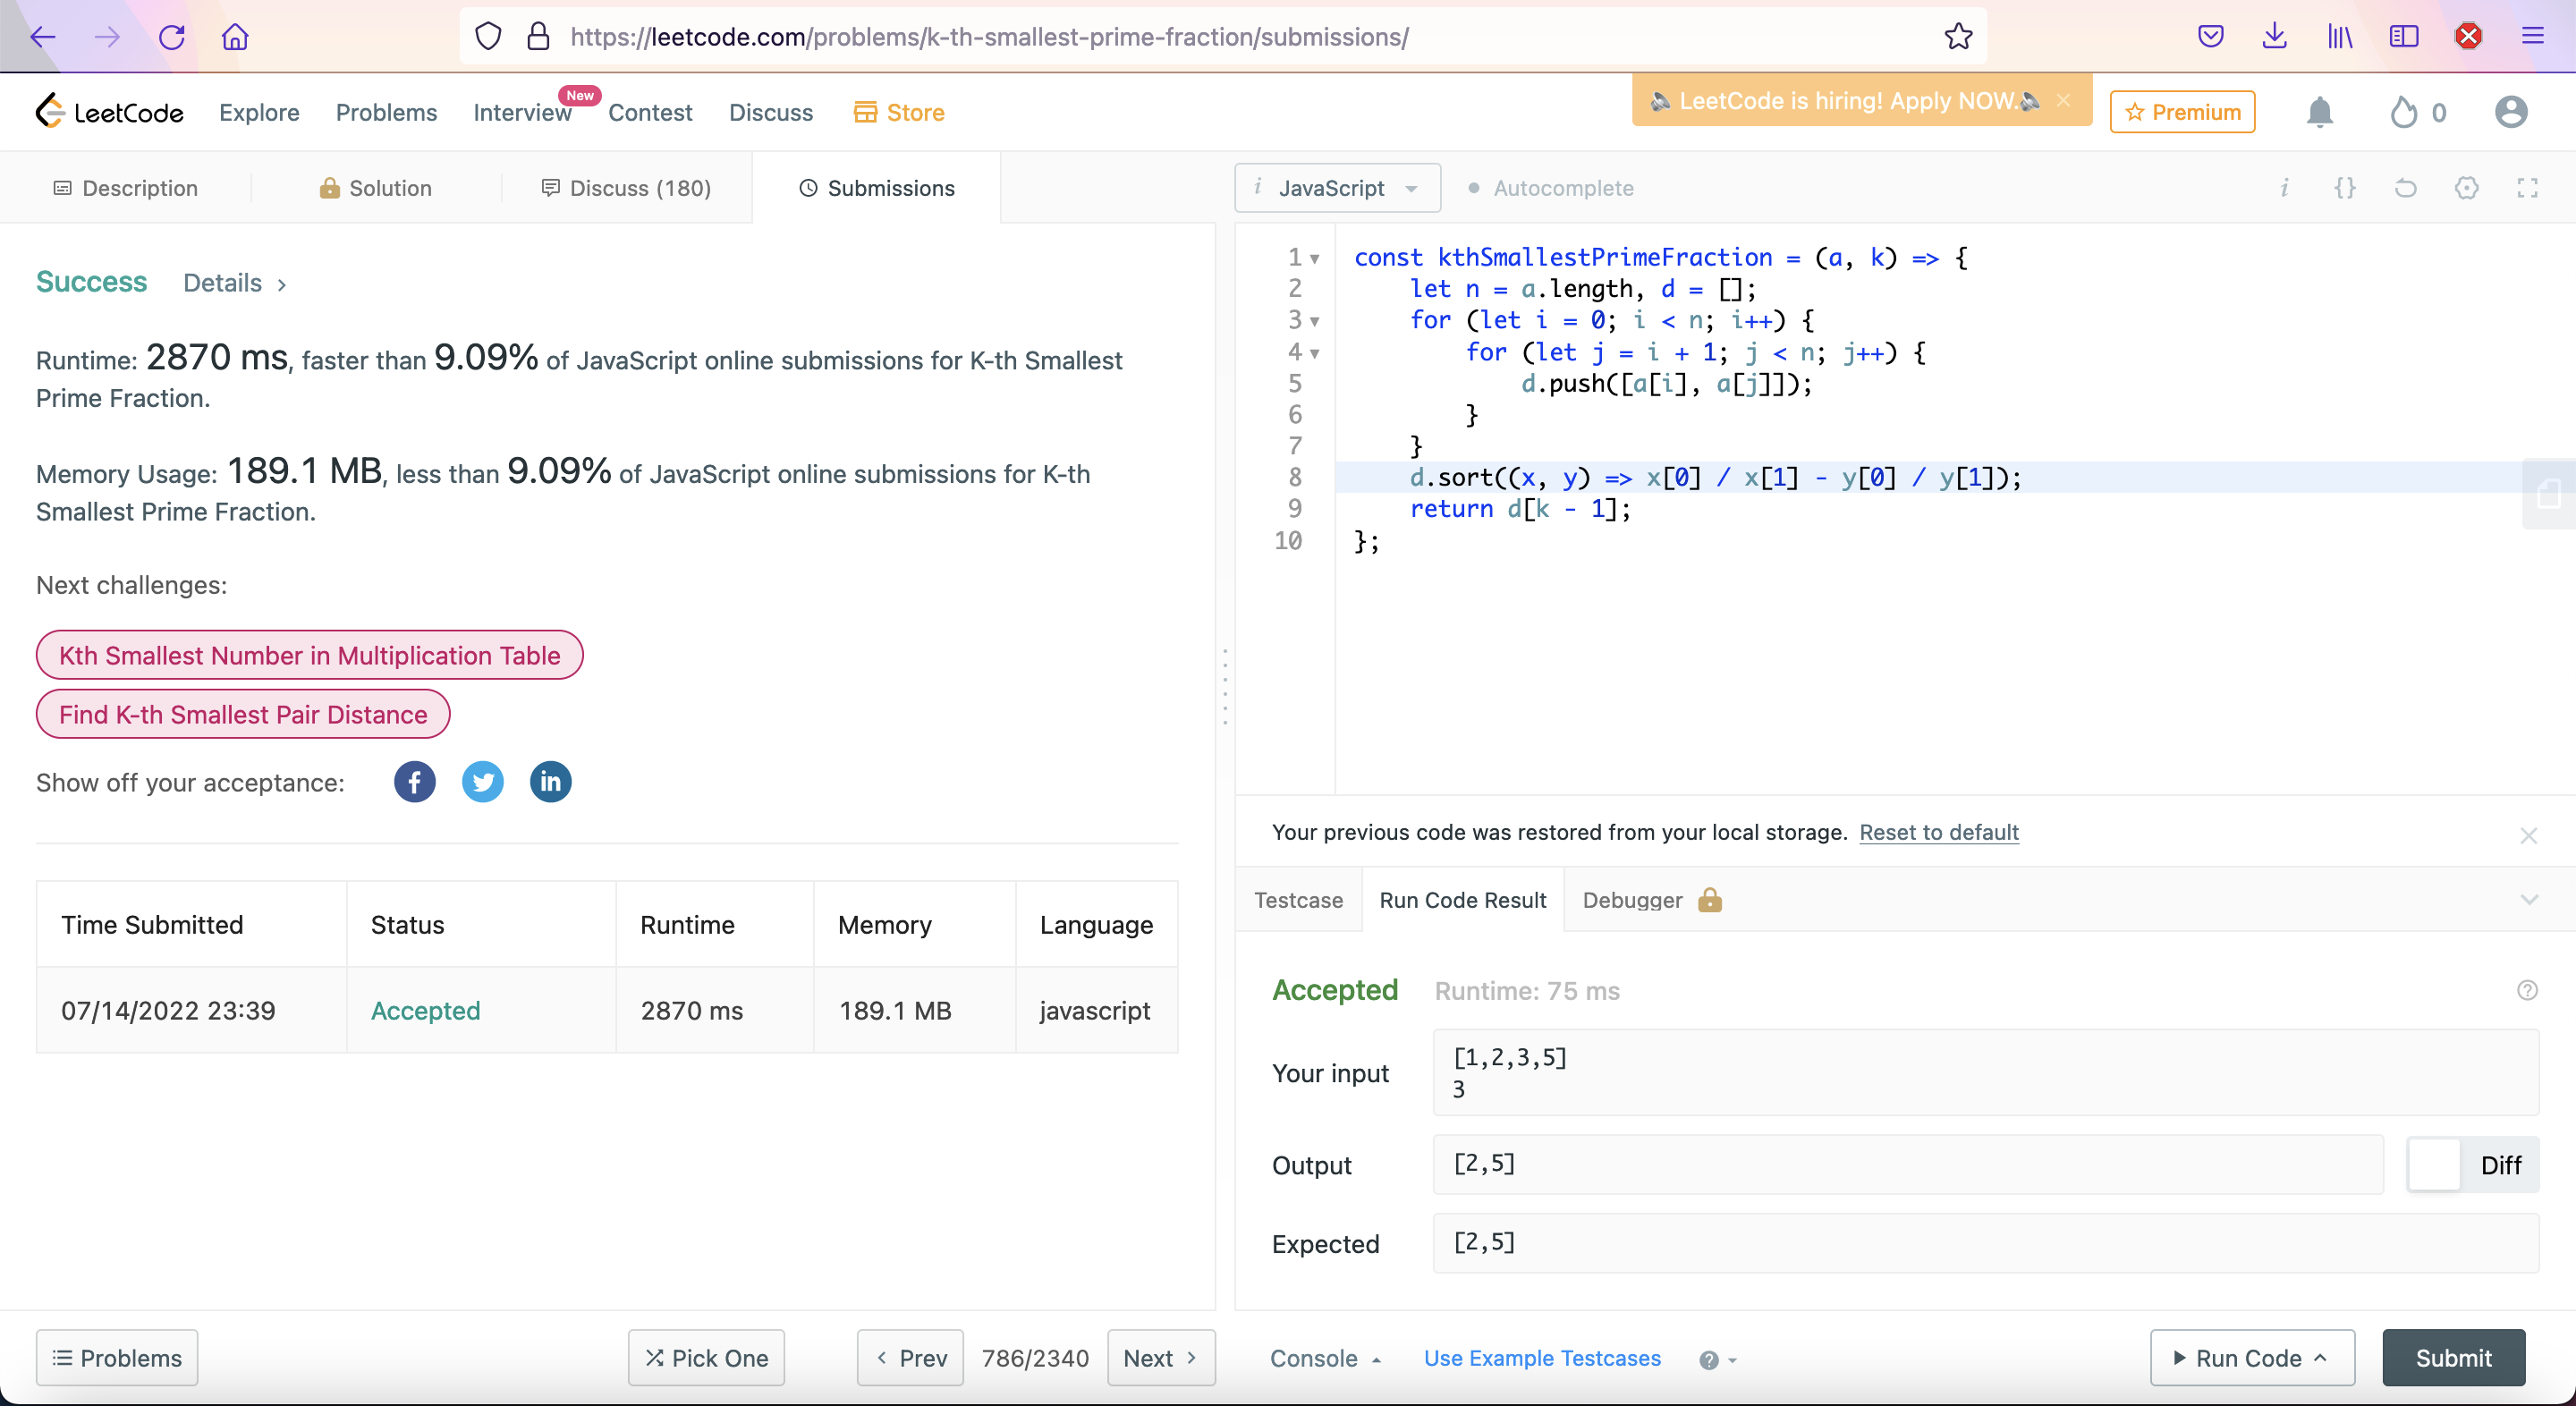 https://leetcode.com/problems/k-th-smallest-prime-fraction/submissions/
LeetCode Explore Problems Interview New Contest Discuss Store
LeetCode is hiring! Apply NOW.
Premium
0
Description Solution Discuss (180) Submissions
Success Details
Runtime: 2870 ms, faster than 9.09% of JavaScript online submissions for K-th Smallest
Prime Fraction.
Memory Usage: 189.1 MB, less than 9.09% of JavaScript online submissions for K-th
Smallest Prime Fraction.
Next challenges:
Kth Smallest Number in Multiplication Table
Find K-th Smallest Pair Distance
Show off your acceptance:
Time Submitted Status Runtime Memory Language
07/14/2022 23:39 Accepted 2870 ms 189.1 MB javascript
Problems Pick One Prev 786/2340 Next
i JavaScript Autocomplete i {}
1 const kthSmallestPrimeFraction = (a, k) => {
2 let n = a.length, d = [];
3 for (let i = 0; i < n; i++) {
4 for (let j = i + 1; j < n; j++) {
5 d.push([a[i], a[j]]);
6 }
7 }
8 d.sort((x, y) => x[0] / x[1] - y[0] / y[1]);
9 return d[k - 1];
10 };
Your previous code was restored from your local storage. Reset to default
Testcase Run Code Result Debugger
Accepted Runtime: 75 ms
Your input
[1,2,3,5]
3
Output [2,5] Diff
Expected [2,5]
Console Use Example Testcases Run Code Submit